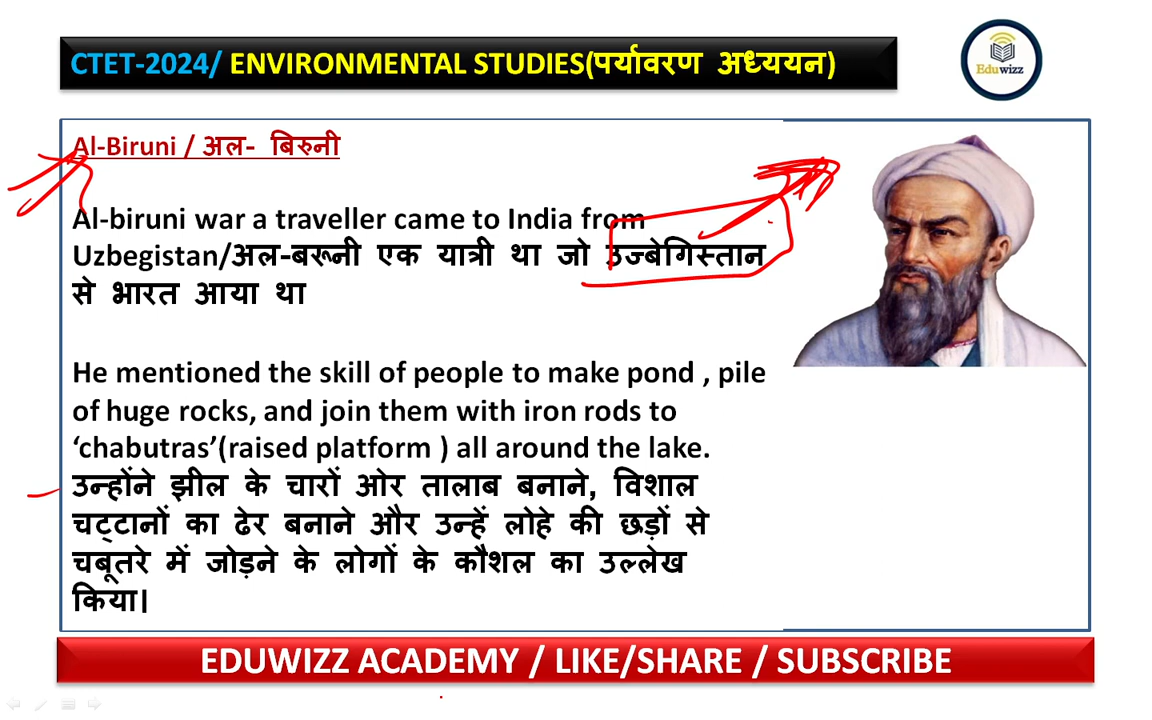 CTET-2024/ ENVIRONMENTAL STUDIES(पर्यावरण अध्ययन)
Eduwizz
Al-Biruni / अल- बिरुनी
Al-biruni war a traveller came to India from
Uzbegistan/अल-बरूनी एक यात्री था जो उज्बेगिस्तान
से भारत आया था
He mentioned the skill of people to make pond , pile
of huge rocks, and join them with iron rods to
‘chabutras’(raised platform ) all around the lake.
उन्होंने झील के चारों ओर तालाब बनाने, विशाल
चट्टानों का ढेर बनाने और उन्हें लोहे की छड़ों से
चबूतरे में जोड़ने के लोगों के कौशल का उल्लेख
किया।
EDUWIZZ ACADEMY / LIKE/SHARE / SUBSCRIBE